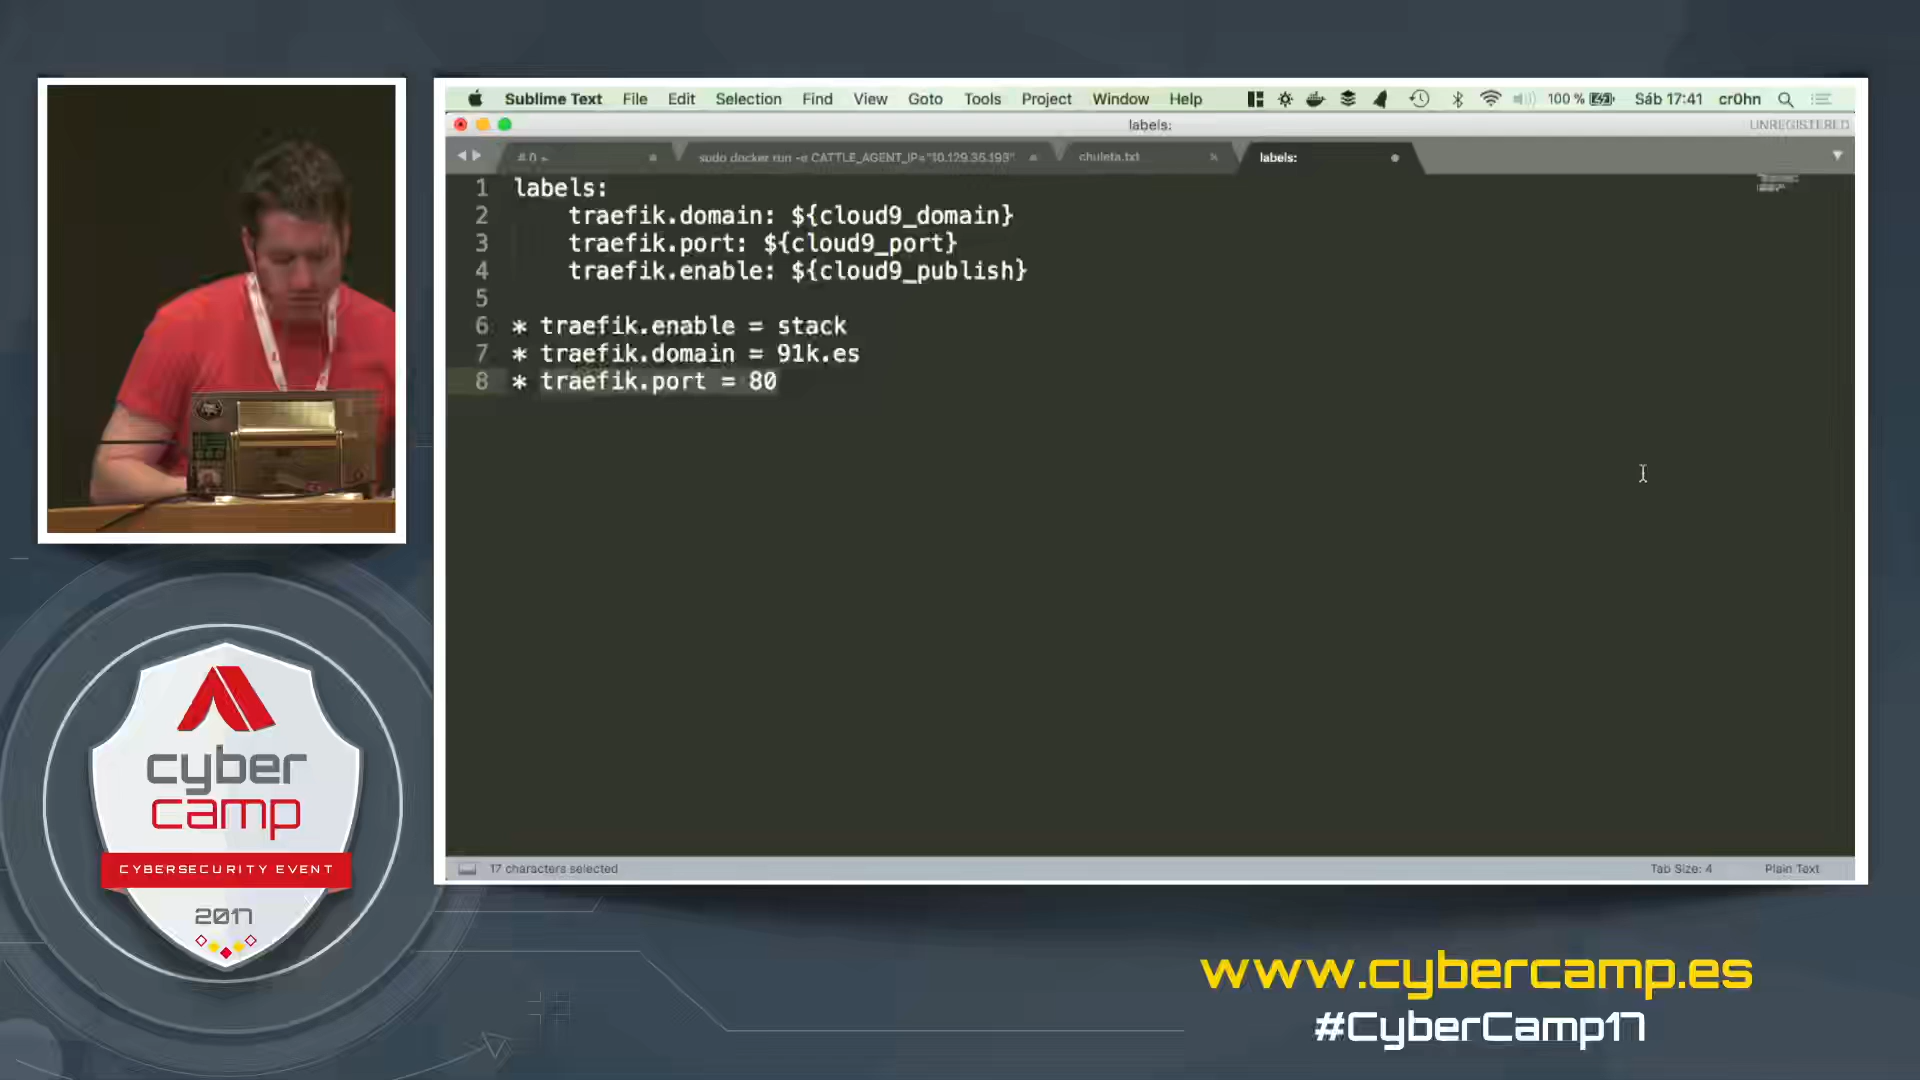 Sublime Text File Edit Selection Find View Goto Tools Project Window Help 100 % Sáb 17:41 cr0hn
labels: UNREGISTERED
sudo docker run -e CATTLE_AGENT_IP="10.129.35.193" chuleta.txt labels:
1 labels:
2 traefik.domain: ${cloud9_domain}
3 traefik.port: ${cloud9_port}
4 traefik.enable: ${cloud9_publish}
5
6 * traefik.enable = stack
7 * traefik.domain = 91k.es
8 * traefik.port = 80
17 characters selected Tab Size: 4 Plain Text
cyber
camp
CYBERSECURITY EVENT
2017
www.cybercamp.es
#CyberCamp17